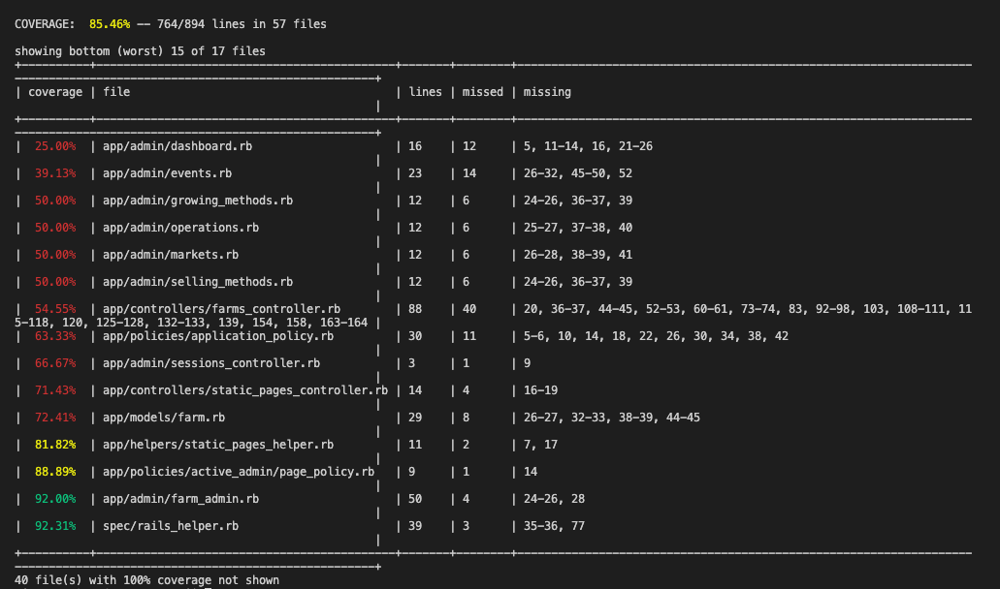 COVERAGE:  85.46% -- 764/894 lines in 57 files
showing bottom (worst) 15 of 17 files
+----------+--------------------------------------------+-------+--------+-------------------------------------------------------------------
-----------------------------------------------------+
| coverage | file                                       | lines | missed | missing
                                                     |
+----------+--------------------------------------------+-------+--------+-------------------------------------------------------------------
-----------------------------------------------------+
|  25.00%  | app/admin/dashboard.rb                     | 16    | 12     | 5, 11-14, 16, 21-26
                                                     |
|  39.13%  | app/admin/events.rb                        | 23    | 14     | 26-32, 45-50, 52
                                                     |
|  50.00%  | app/admin/growing_methods.rb               | 12    | 6      | 24-26, 36-37, 39
                                                     |
|  50.00%  | app/admin/operations.rb                    | 12    | 6      | 25-27, 37-38, 40
                                                     |
|  50.00%  | app/admin/markets.rb                       | 12    | 6      | 26-28, 38-39, 41
                                                     |
|  50.00%  | app/admin/selling_methods.rb               | 12    | 6      | 24-26, 36-37, 39
                                                     |
|  54.55%  | app/controllers/farms_controller.rb        | 88    | 40     | 20, 36-37, 44-45, 52-53, 60-61, 73-74, 83, 92-98, 103, 108-111, 11
5-118, 120, 125-128, 132-133, 139, 154, 158, 163-164 |
|  63.33%  | app/policies/application_policy.rb         | 30    | 11     | 5-6, 10, 14, 18, 22, 26, 30, 34, 38, 42
                                                     |
|  66.67%  | app/admin/sessions_controller.rb           | 3     | 1      | 9
                                                     |
|  71.43%  | app/controllers/static_pages_controller.rb | 14    | 4      | 16-19
                                                     |
|  72.41%  | app/models/farm.rb                         | 29    | 8      | 26-27, 32-33, 38-39, 44-45
                                                     |
|  81.82%  | app/helpers/static_pages_helper.rb         | 11    | 2      | 7, 17
                                                     |
|  88.89%  | app/policies/active_admin/page_policy.rb   | 9     | 1      | 14
                                                     |
|  92.00%  | app/admin/farm_admin.rb                    | 50    | 4      | 24-26, 28
                                                     |
|  92.31%  | spec/rails_helper.rb                       | 39    | 3      | 35-36, 77
                                                     |
+----------+--------------------------------------------+-------+--------+-------------------------------------------------------------------
-----------------------------------------------------+
40 file(s) with 100% coverage not shown